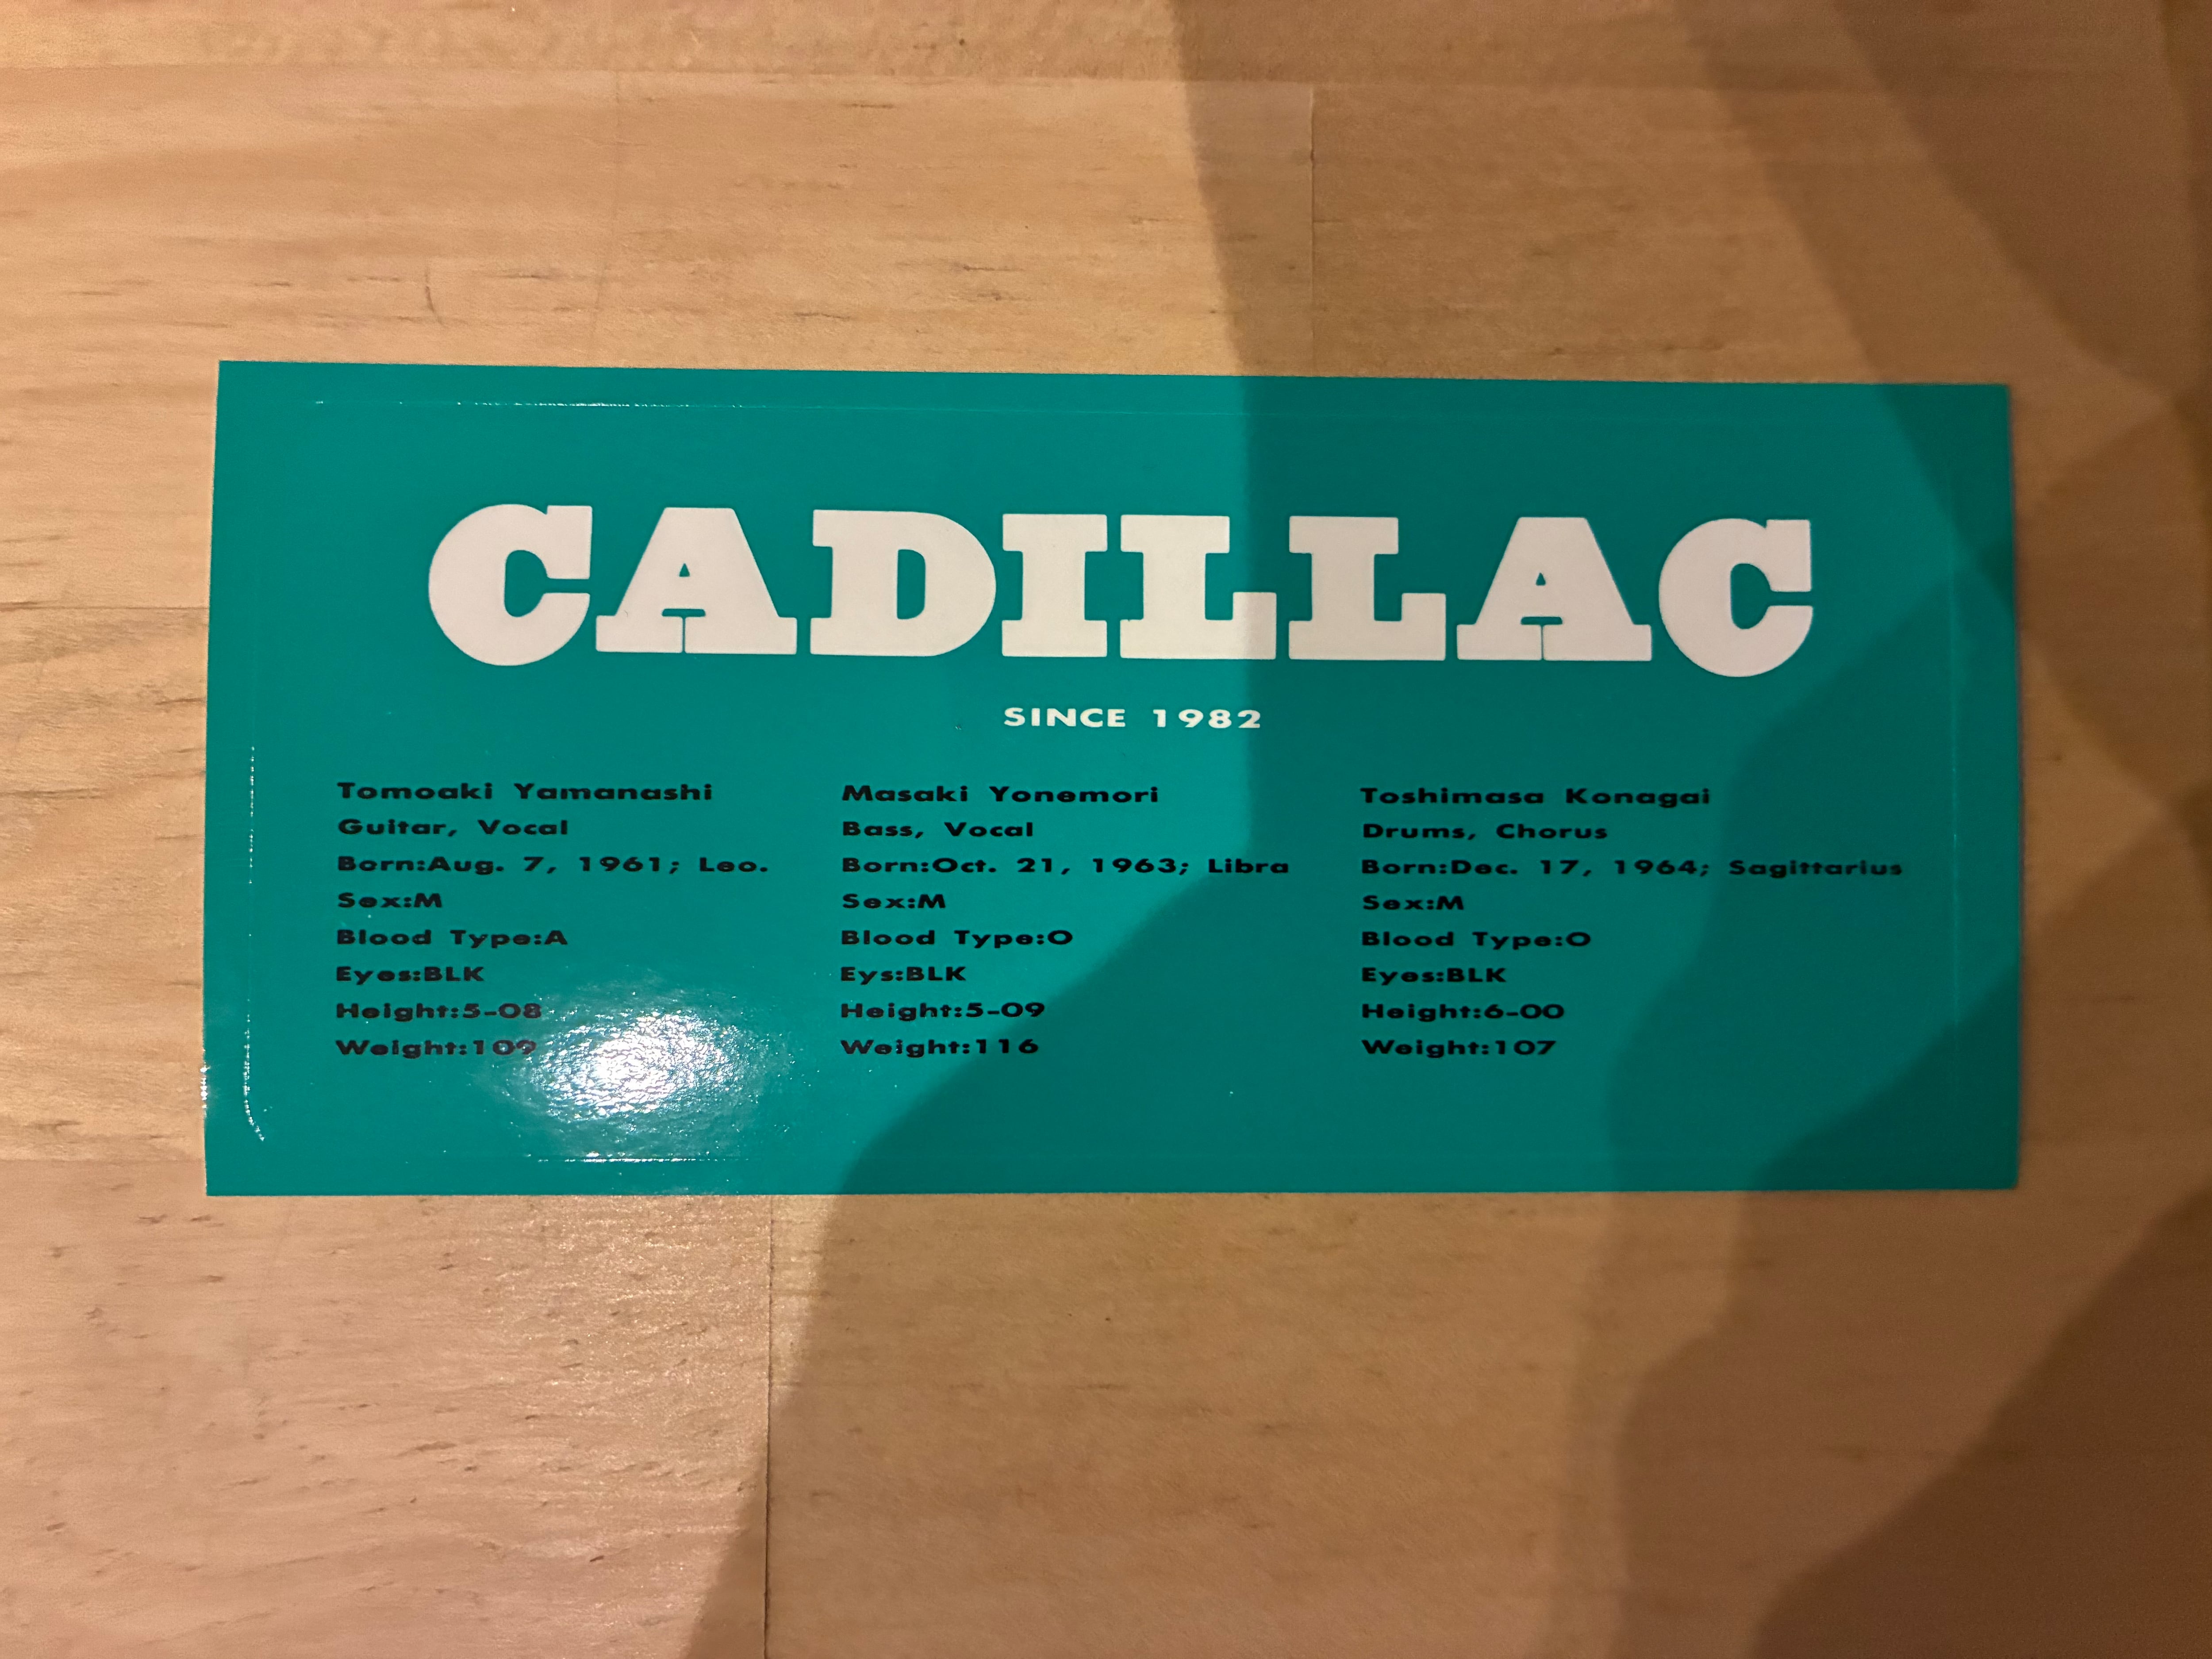 CADILLAC
SINCE 1982
Tomoaki Yamanashi
Guitar, Vocal
Born:Aug. 7, 1961; Leo.
Sex:M
Blood Type:A
Eyes:BLK
Height:5-08
Weight:109
Masaki Yonemori
Bass, Vocal
Born:Oct. 21, 1963; Libra
Sex:M
Blood Type:O
Eys:BLK
Height:5-09
Weight:116
Toshimasa Konagai
Drums, Chorus
Born:Dec. 17, 1964; Sagittarius
Sex:M
Blood Type:O
Eyes:BLK
Height:6-00
Weight:107